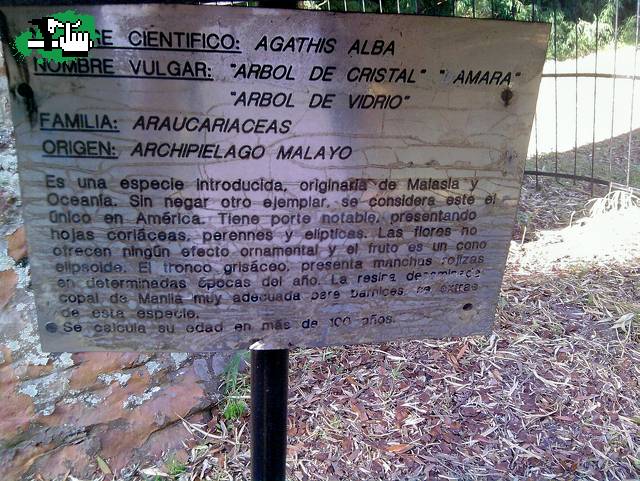 RE CIENTIFICO: AGATHIS ALBA
NOMBRE VULGAR: "ARBOL DE CRISTAL" "AMARA"
"ARBOL DE VIDRIO"
FAMILIA: ARAUCARIACEAS
ORIGEN: ARCHIPIELAGO MALAYO
Es una especie introducida, originaria de Malasia y
Oceanía. Sin negar otro ejemplar, se considera este el
único en América. Tiene porte notable, presentando
hojas coriáceas, perennes y elípticas. Las flores no
ofrecen ningún efecto ornamental y el fruto es un cono
elipsoide. El tronco grisáceo, presenta manchas rojizas
en determinadas épocas del año. La resina denominada
copal de Manila muy adecuada para barnices, se extrae
de esta especie.
Se calcula su edad en más de 100 años.